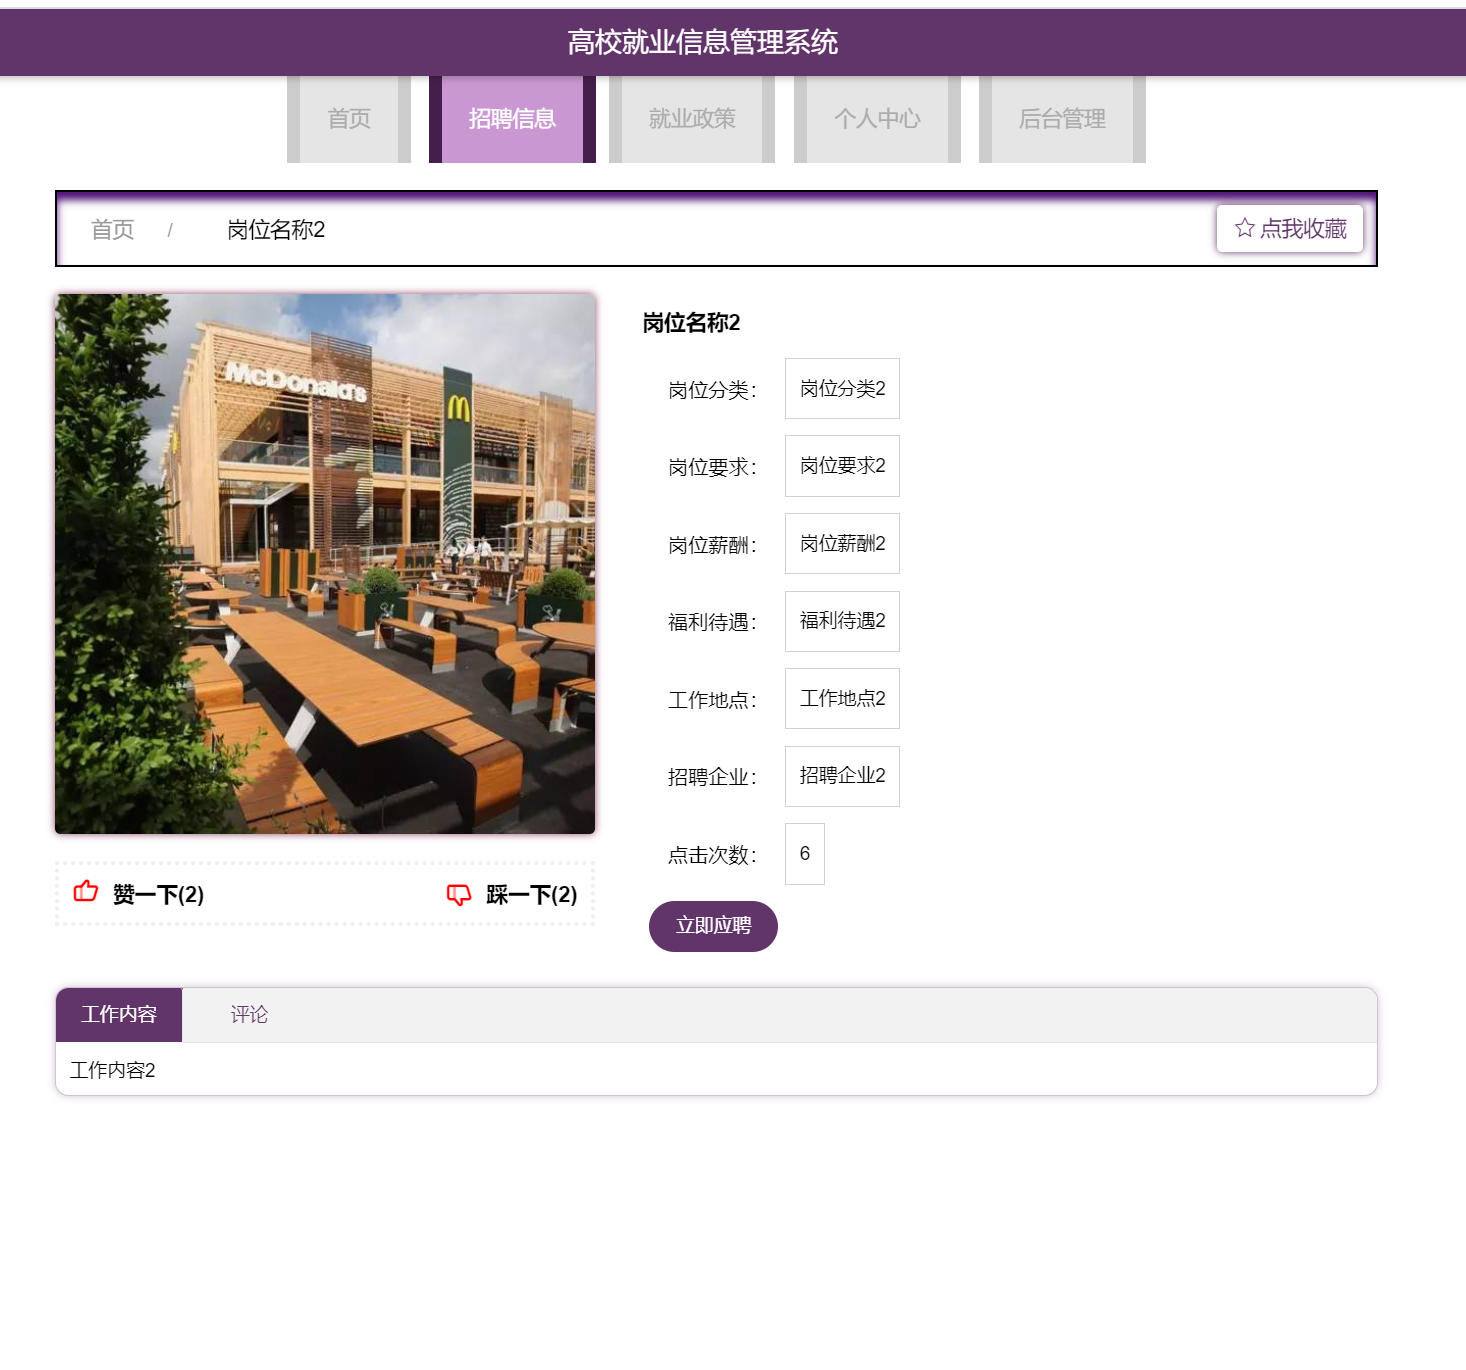 高校就业信息管理系统
首页 招聘信息 就业政策 个人中心 后台管理
首页 / 岗位名称2 点我收藏
McDonald's
岗位名称2
岗位分类： 岗位分类2
岗位要求： 岗位要求2
岗位薪酬： 岗位薪酬2
福利待遇： 福利待遇2
工作地点： 工作地点2
招聘企业： 招聘企业2
点击次数： 6
赞一下(2) 踩一下(2)
立即应聘
工作内容 评论
工作内容2